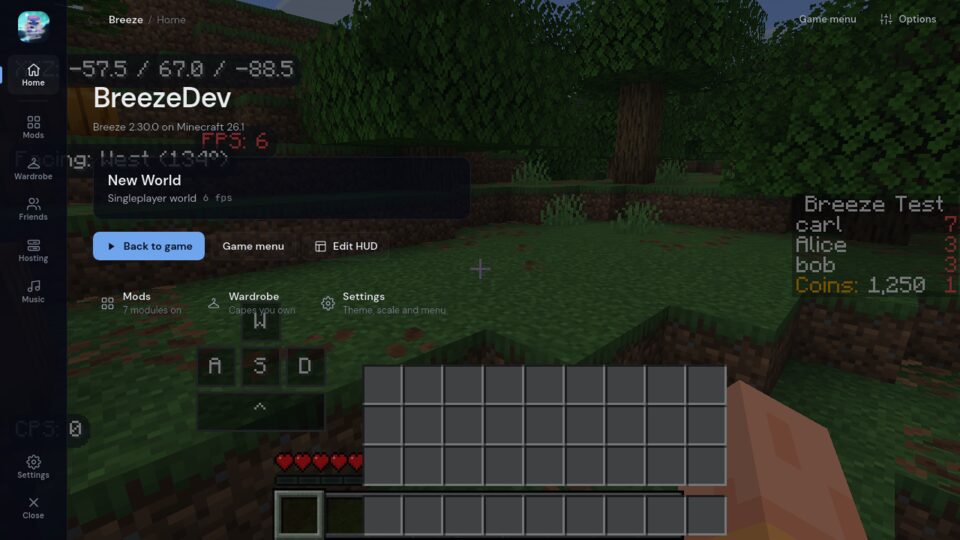 Breeze / Home
Game menu
Options
-57.5 / 67.0 / -88.5
Home
BreezeDev
Breeze 2.30.0 on Minecraft 26.1
FPS: 6
Mods
Facing: West (134°)
Wardrobe
New World
Singleplayer world 6 fps
Friends
Breeze Test
carl 7
Alice 3
bob 3
Coins: 1,250 1
Hosting
Back to game
Game menu
Edit HUD
Music
Mods
7 modules on
Wardrobe
Capes you own
Settings
Theme, scale and menu
W
A
S
D
^
CPS: 0
Settings
Close